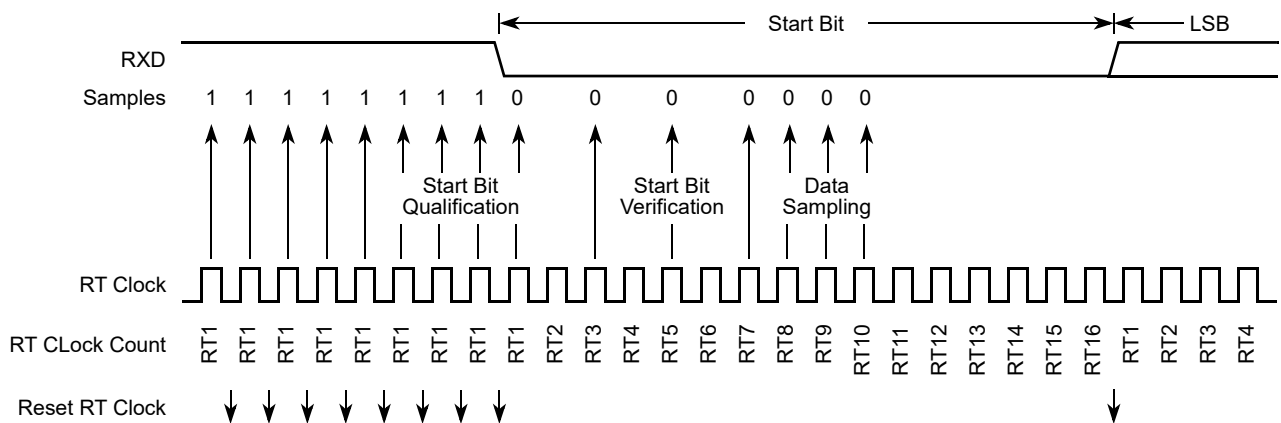 Start Bit
LSB
RXD
Samples 1 1 1 1 1 1 1 1 0 0 0 0 0 0 0
Start Bit
Qualification
Start Bit
Verification
Data
Sampling
RT Clock
RT CLock Count RT1 RT1 RT1 RT1 RT1 RT1 RT1 RT1 RT1 RT2 RT3 RT4 RT5 RT6 RT7 RT8 RT9 RT10 RT11 RT12 RT13 RT14 RT15 RT16 RT1 RT2 RT3 RT4
Reset RT Clock